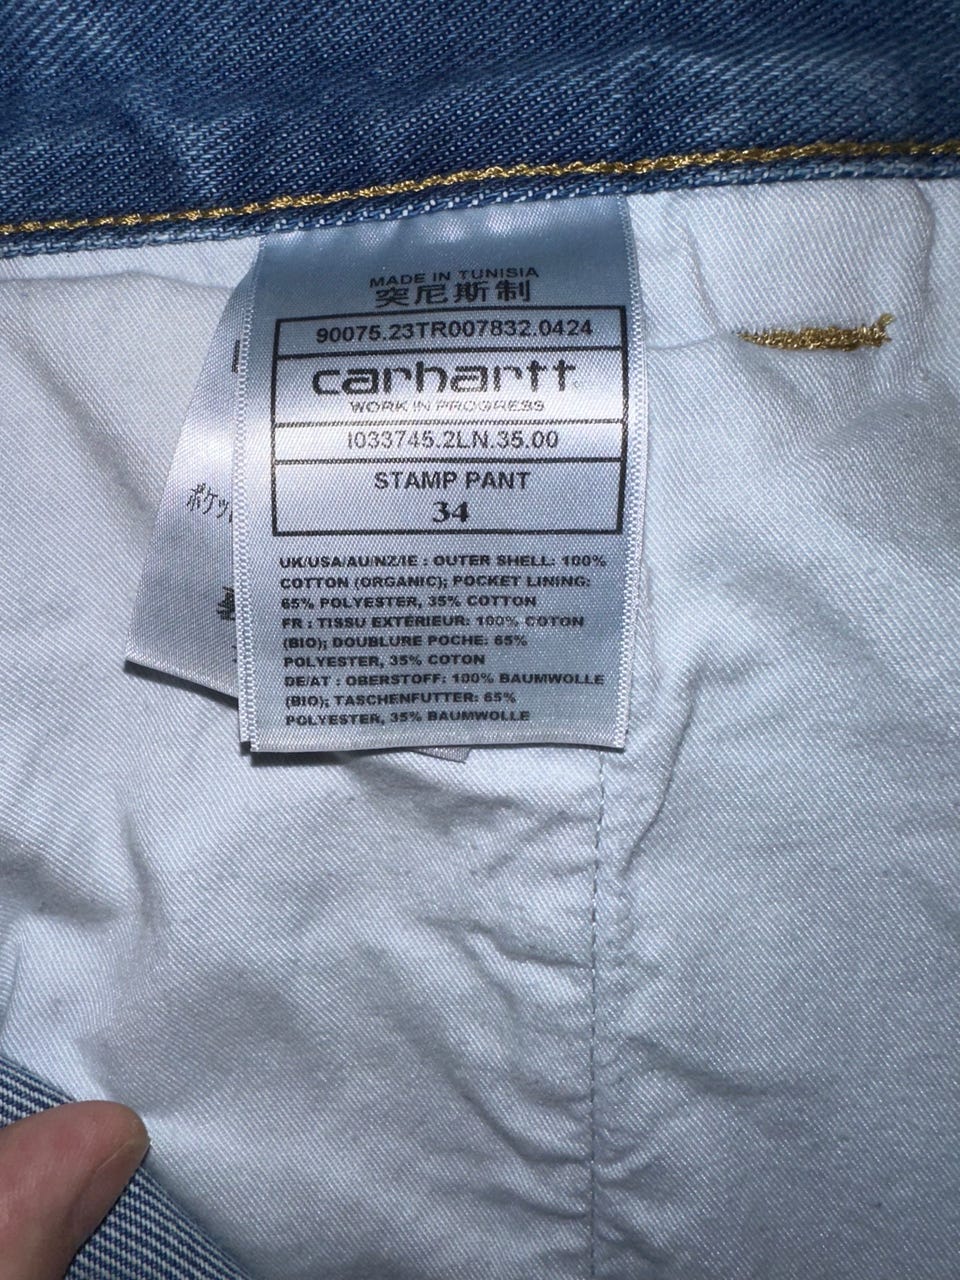 MADE IN TUNISIA
突尼斯制
90075.23TR007832.0424
carhartt
WORK IN PROGRESS
I033745.2LN.35.00
STAMP PANT
34
UK/USA/AU/NZ/IE : OUTER SHELL: 100%
COTTON (ORGANIC); POCKET LINING:
65% POLYESTER, 35% COTTON
FR : TISSU EXTÉRIEUR: 100% COTON
(BIO); DOUBLURE POCHE: 65%
POLYESTER, 35% COTON
DE/AT : OBERSTOFF: 100% BAUMWOLLE
(BIO); TASCHENFUTTER: 65%
POLYESTER, 35% BAUMWOLLE
ポケッ